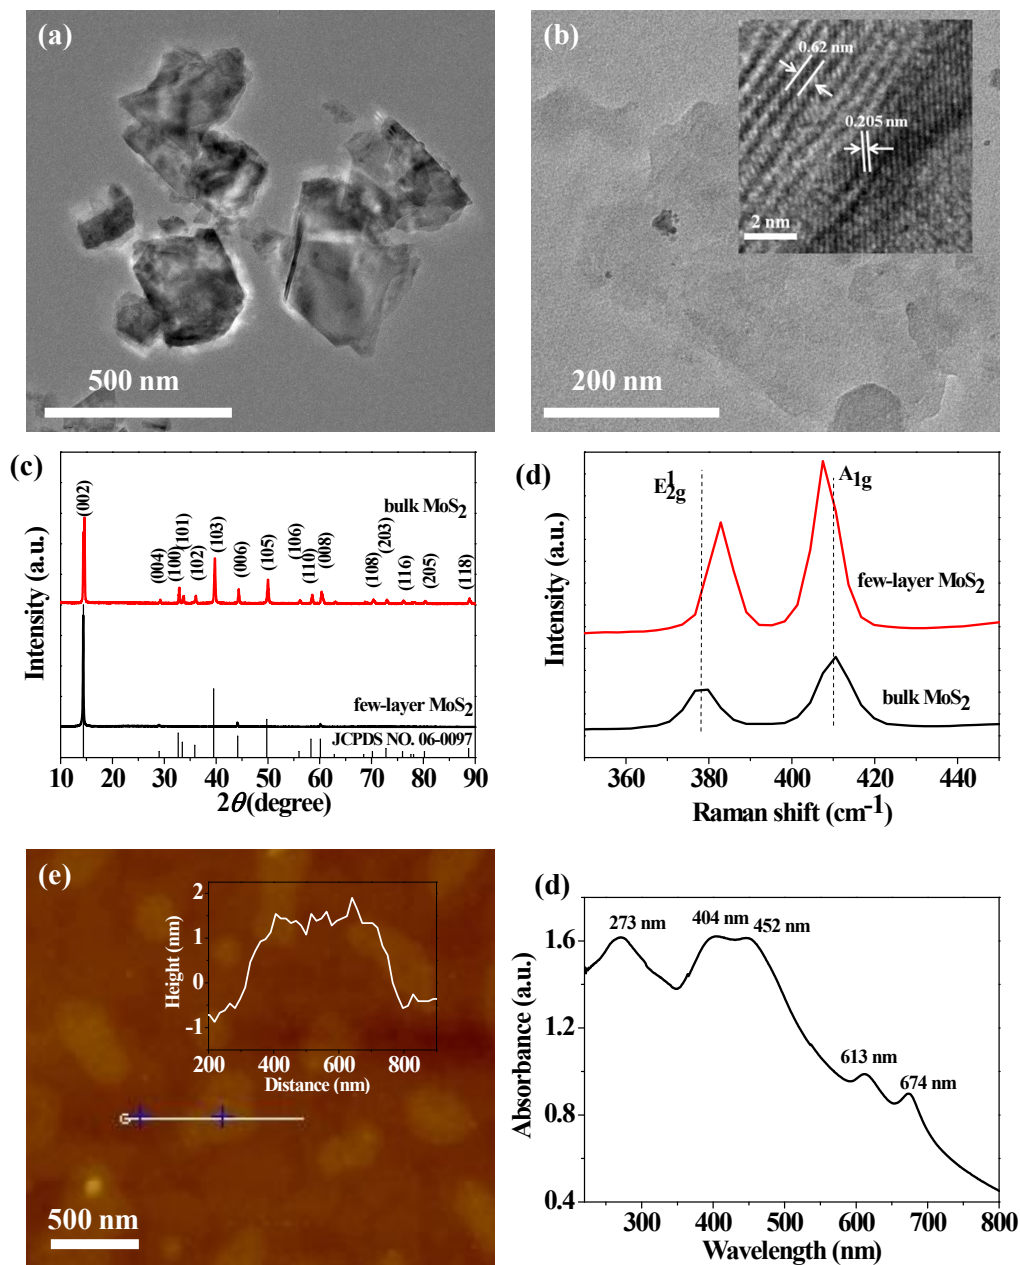 (a)
500 nm
(b)
0.62 nm
0.205 nm
2 nm
200 nm
(c)
Intensity (a.u.)
(002)
(004)
(100)
(101)
(102)
(103)
(006)
(105)
(106)
(110)
(008)
(108)
(203)
(116)
(205)
(118)
bulk MoS2
few-layer MoS2
JCPDS NO. 06-0097
10 20 30 40 50 60 70 80 90
2θ(degree)
(d)
Intensity (a.u.)
E¹2g
A1g
few-layer MoS2
bulk MoS2
360 380 400 420 440
Raman shift (cm-1)
(e)
Height (nm)
2
1
0
-1
200 400 600 800
Distance (nm)
500 nm
(d)
Absorbance (a.u.)
1.6
1.2
0.8
0.4
273 nm
404 nm
452 nm
613 nm
674 nm
300 400 500 600 700 800
Wavelength (nm)